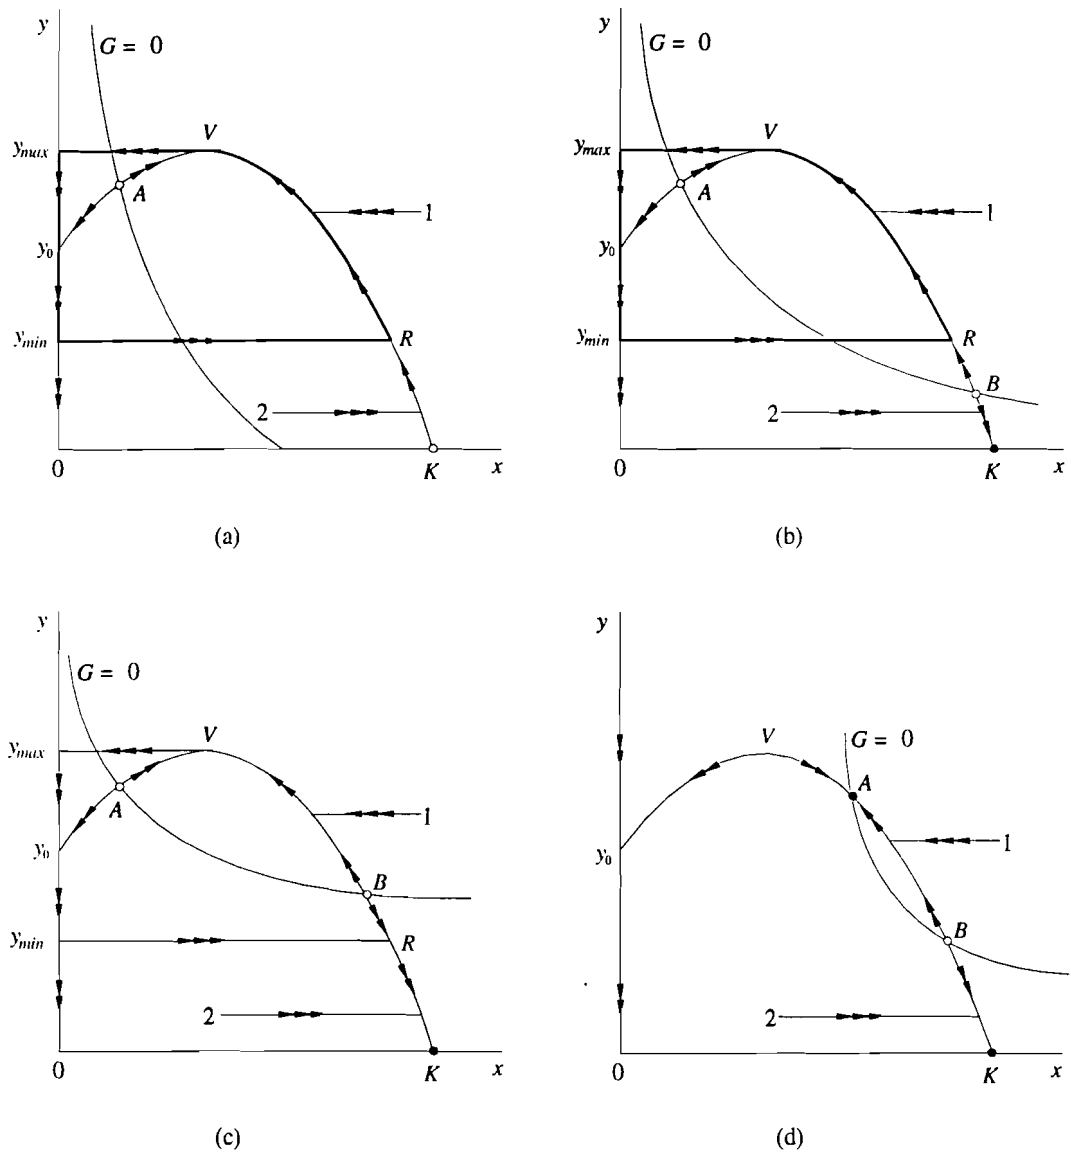 y
G = 0
V
y_max
A
1
y_0
y_min
R
2
0
K
x
(a)
y
G = 0
V
y_max
A
1
y_0
y_min
R
B
2
0
K
x
(b)
y
G = 0
V
y_max
A
1
y_0
B
y_min
R
2
0
K
x
(c)
y
V
G = 0
A
y_0
1
B
2
0
K
x
(d)